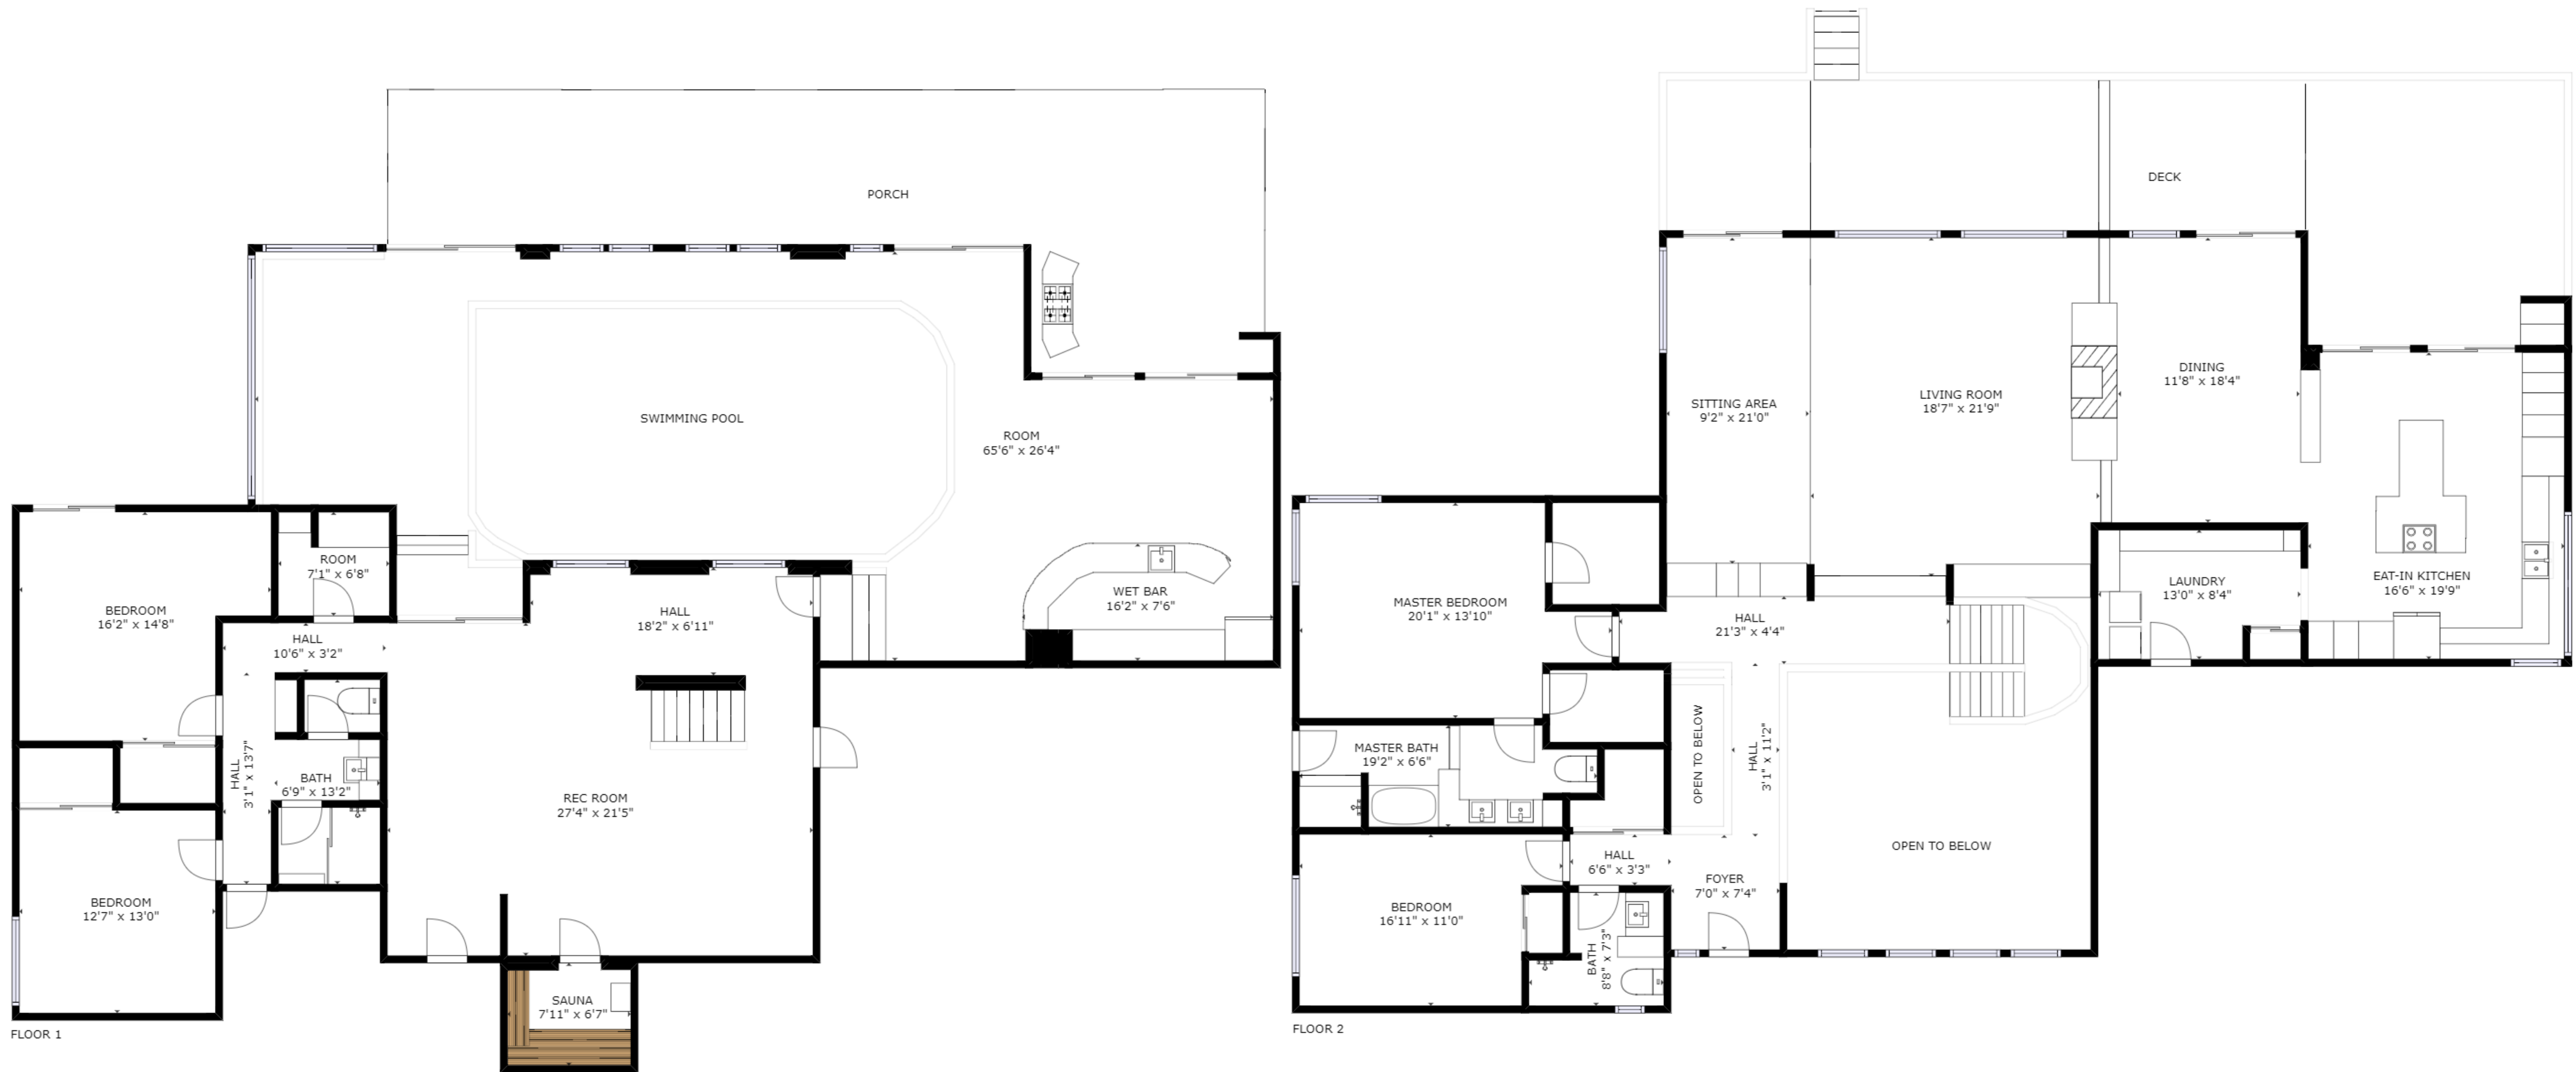 PORCH
SWIMMING POOL
ROOM
65'6" x 26'4"
ROOM
7'1" x 6'8"
BEDROOM
16'2" x 14'8"
HALL
10'6" x 3'2"
HALL
18'2" x 6'11"
WET BAR
16'2" x 7'6"
HALL
3'1" x 13'7"
BATH
6'9" x 13'2"
REC ROOM
27'4" x 21'5"
BEDROOM
12'7" x 13'0"
SAUNA
7'11" x 6'7"
FLOOR 1
DECK
SITTING AREA
9'2" x 21'0"
LIVING ROOM
18'7" x 21'9"
DINING
11'8" x 18'4"
MASTER BEDROOM
20'1" x 13'10"
HALL
21'3" x 4'4"
LAUNDRY
13'0" x 8'4"
EAT-IN KITCHEN
16'6" x 19'9"
MASTER BATH
19'2" x 6'6"
OPEN TO BELOW
HALL
3'1" x 11'2"
OPEN TO BELOW
HALL
6'6" x 3'3"
FOYER
7'0" x 7'4"
BEDROOM
16'11" x 11'0"
BATH
8'8" x 7'3"
FLOOR 2